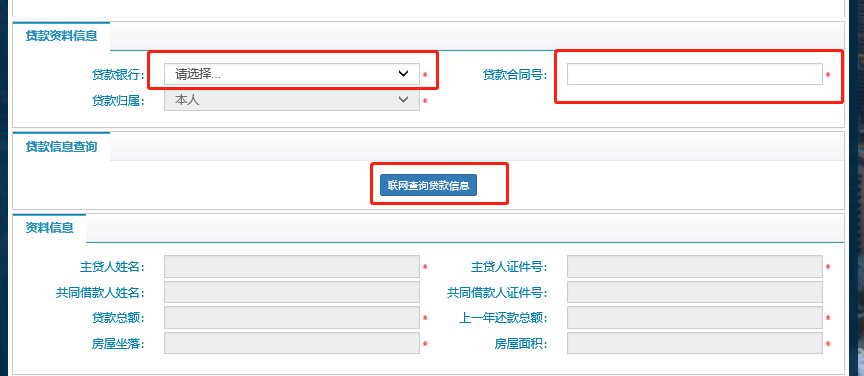 贷款资料信息
贷款银行： 请选择... * 贷款合同号： *
贷款归属： 本人 *
贷款信息查询
联网查询贷款信息
资料信息
主贷人姓名： * 主贷人证件号： *
共同借款人姓名： 共同借款人证件号：
贷款总额： * 上一年还款总额： *
房屋坐落： * 房屋面积： *